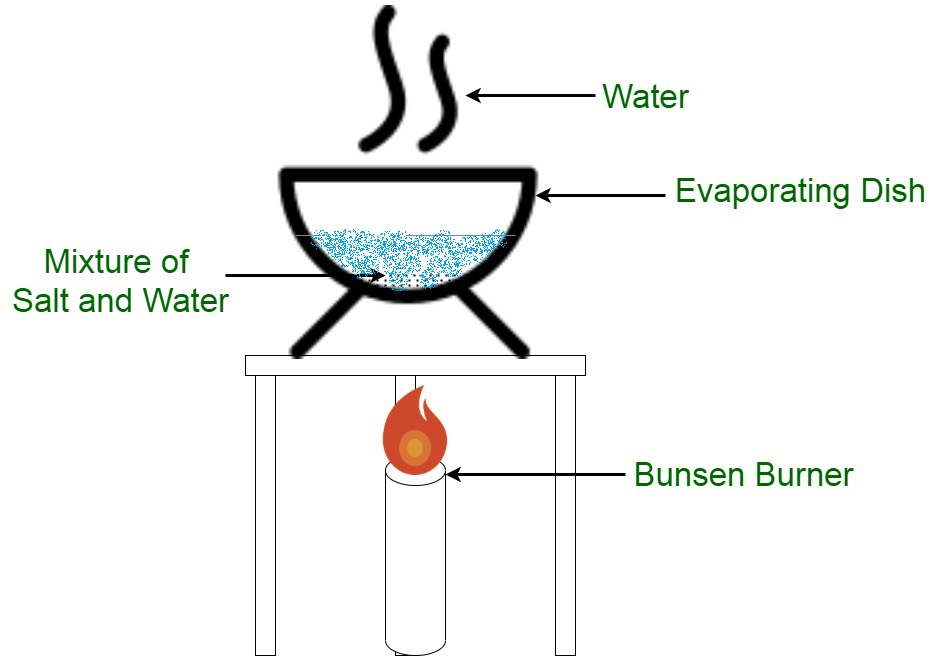 Water
Evaporating Dish
Mixture of
Salt and Water
Bunsen Burner